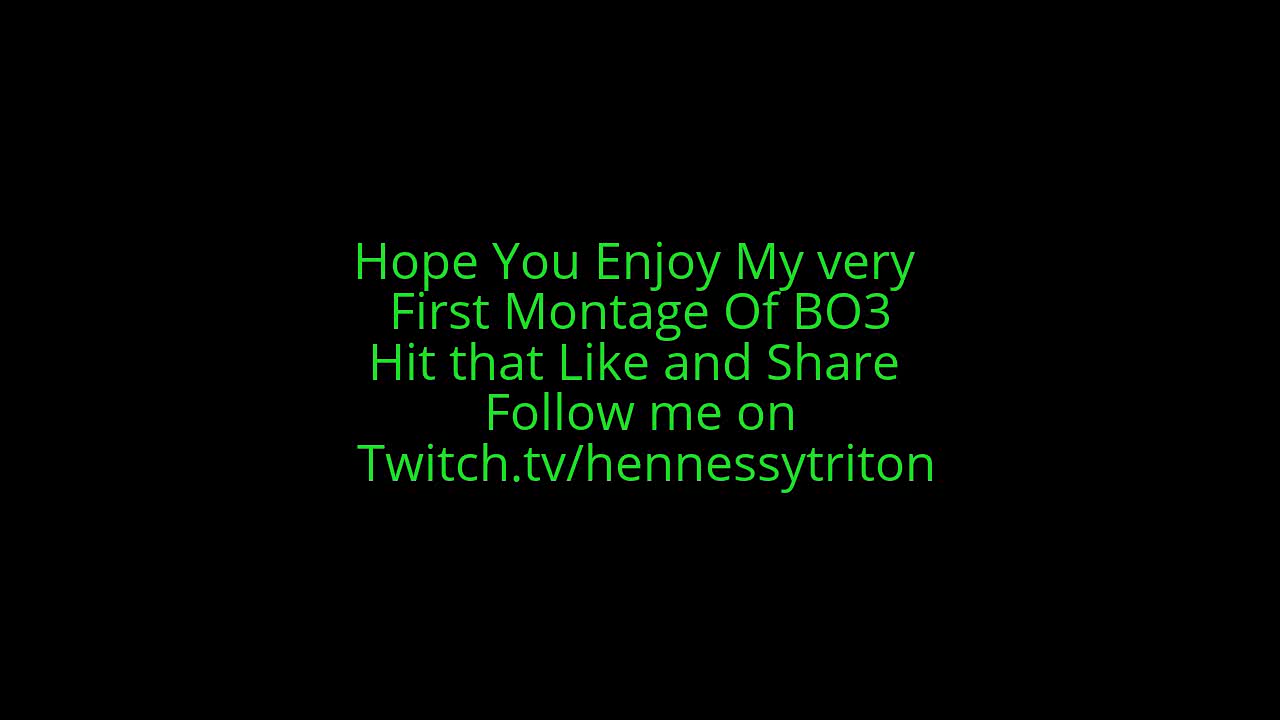 Hope You Enjoy My very
First Montage Of BO3
Hit that Like and Share
Follow me on
Twitch.tv/hennessytriton